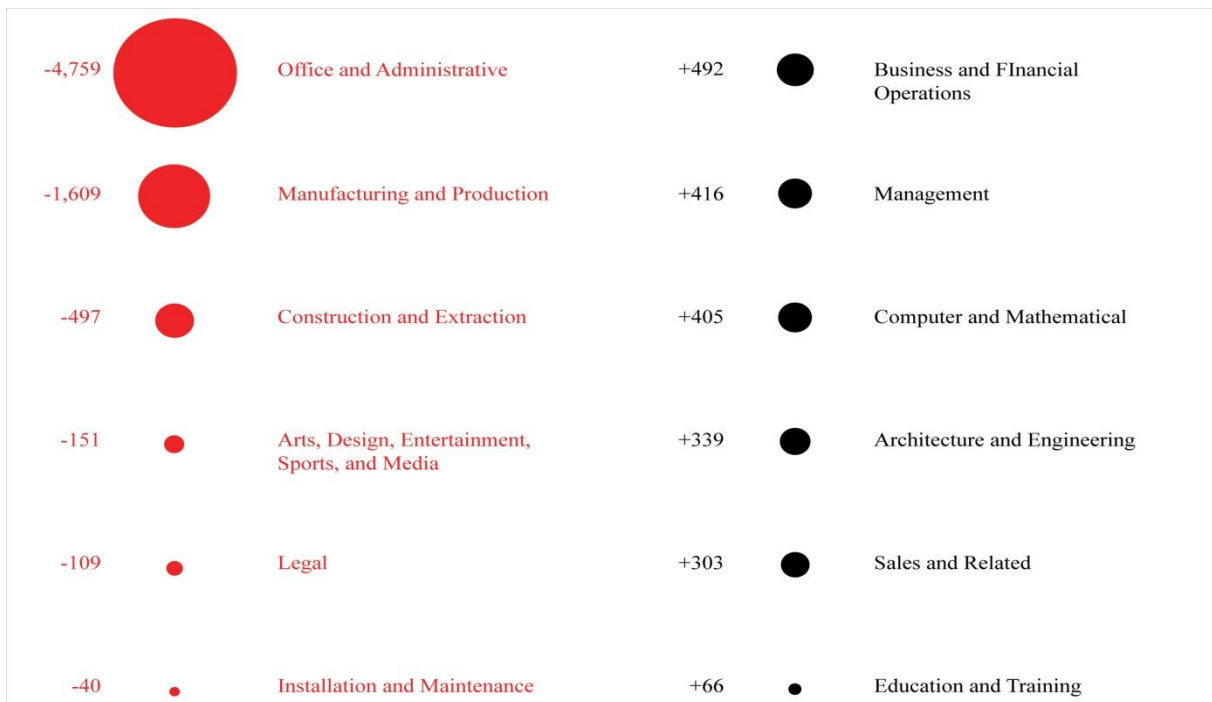 -4,759
Office and Administrative
+492
Business and FInancial
Operations
-1,609
Manufacturing and Production
+416
Management
-497
Construction and Extraction
+405
Computer and Mathematical
-151
Arts, Design, Entertainment,
Sports, and Media
+339
Architecture and Engineering
-109
Legal
+303
Sales and Related
-40
Installation and Maintenance
+66
Education and Training